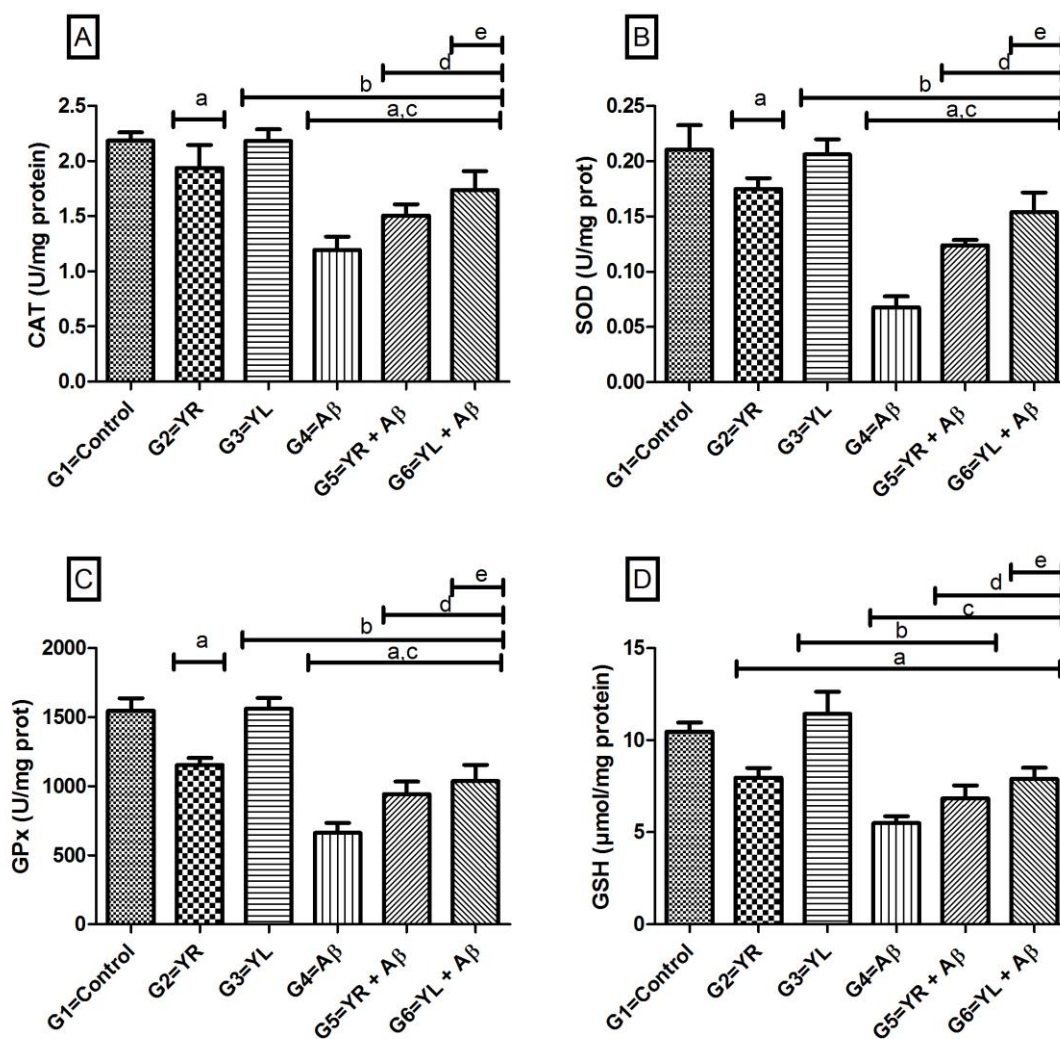 A
e
d
b
a
a,c
CAT (U/mg protein)
2.5
2.0
1.5
1.0
0.5
0.0
G1=Control
G2=YR
G3=YL
G4=Aβ
G5=YR + Aβ
G6=YL + Aβ
B
e
d
b
a
a,c
SOD (U/mg prot)
0.25
0.20
0.15
0.10
0.05
0.00
G1=Control
G2=YR
G3=YL
G4=Aβ
G5=YR + Aβ
G6=YL + Aβ
C
e
d
b
a
a,c
GPx (U/mg prot)
2000
1500
1000
500
0
G1=Control
G2=YR
G3=YL
G4=Aβ
G5=YR + Aβ
G6=YL + Aβ
D
e
d
c
b
a
GSH (µmol/mg protein)
15
10
5
0
G1=Control
G2=YR
G3=YL
G4=Aβ
G5=YR + Aβ
G6=YL + Aβ